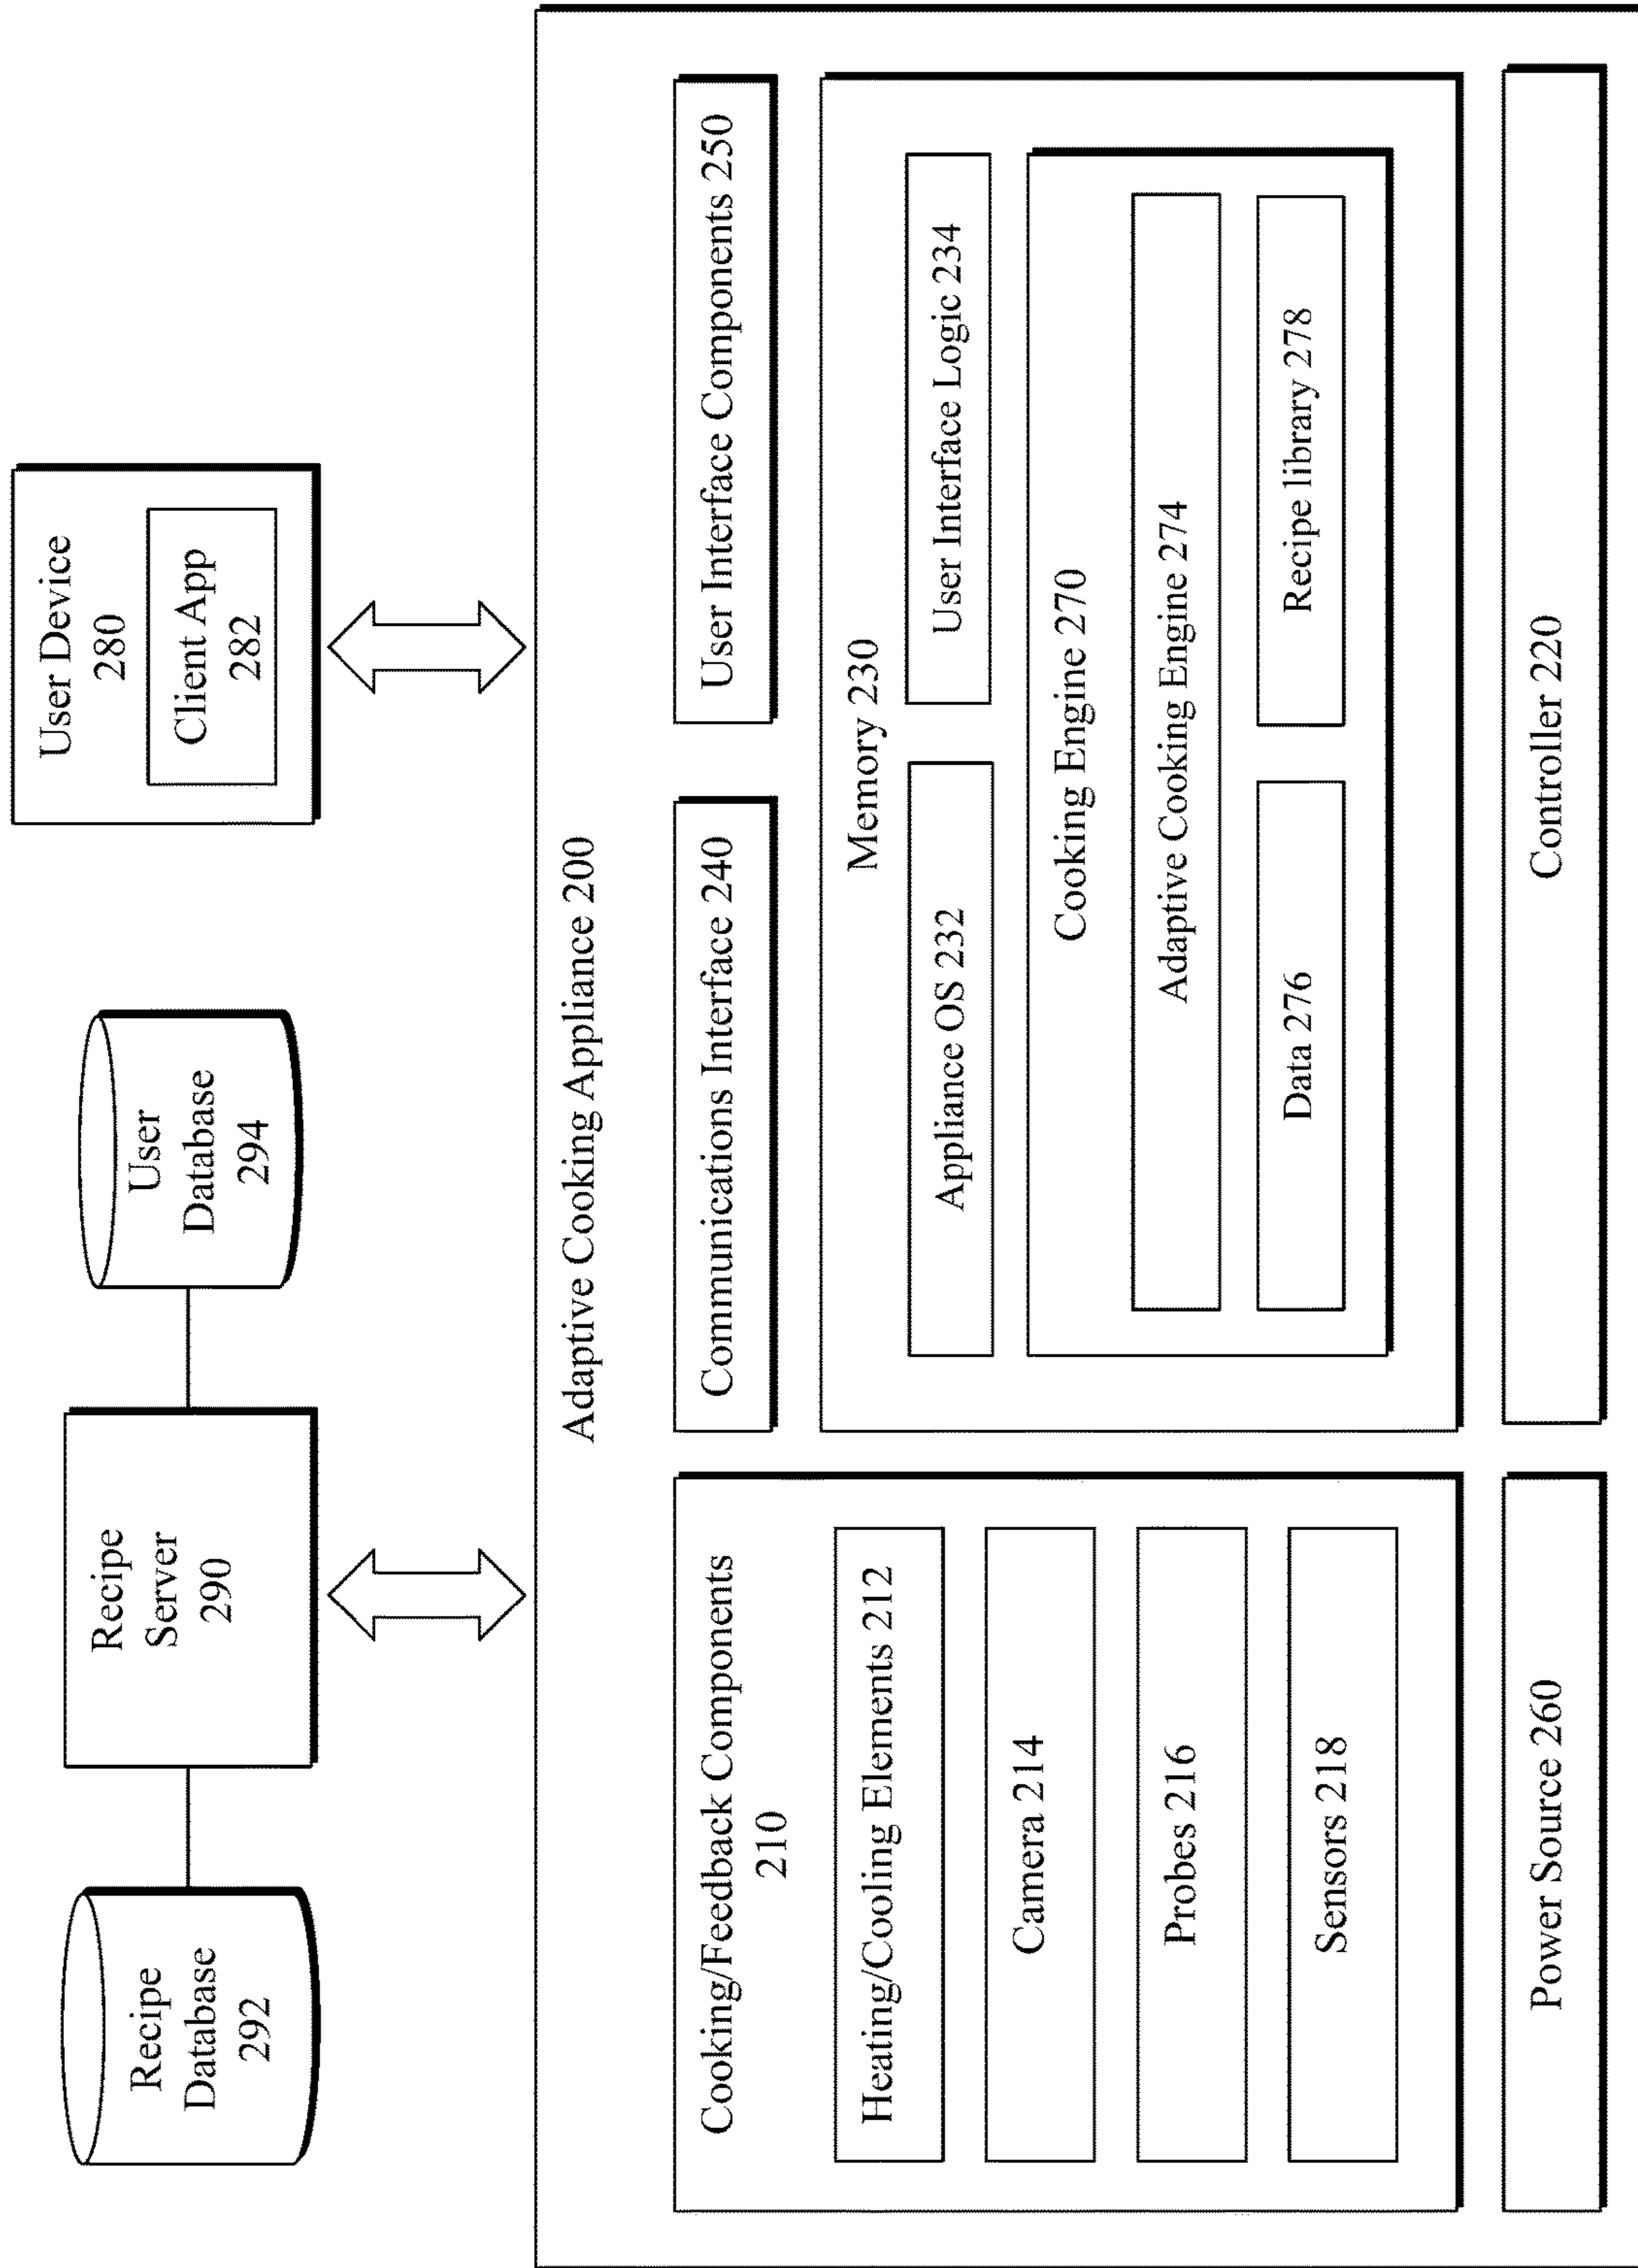 Recipe
Database
292
Recipe
Server
290
User
Database
294
User Device
280
Client App
282
Adaptive Cooking Appliance 200
Cooking/Feedback Components
210
Heating/Cooling Elements 212
Camera 214
Probes 216
Sensors 218
Communications Interface 240
User Interface Components 250
Memory 230
Appliance OS 232
User Interface Logic 234
Cooking Engine 270
Adaptive Cooking Engine 274
Data 276
Recipe library 278
Power Source 260
Controller 220